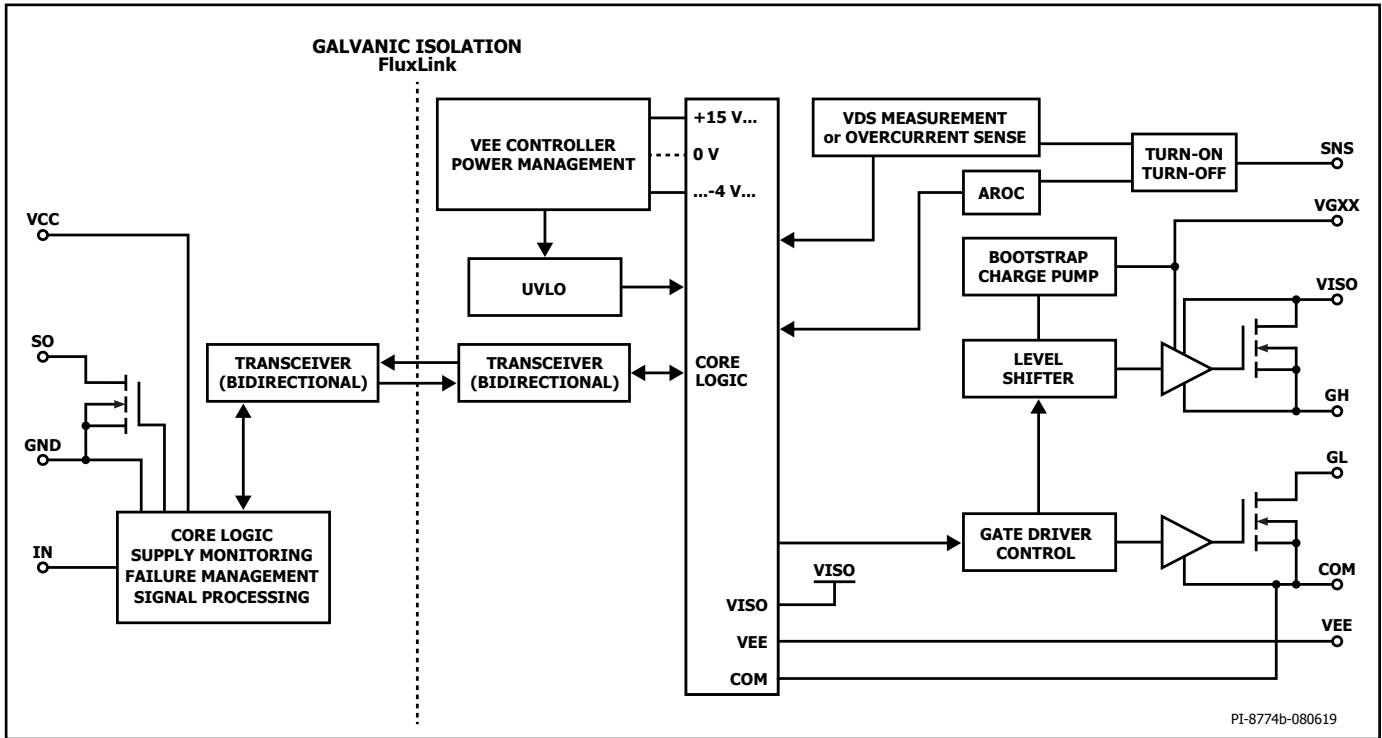 GALVANIC ISOLATION
FluxLink
VEE CONTROLLER
POWER MANAGEMENT
+15 V...
0 V
...-4 V...
VDS MEASUREMENT
or OVERCURRENT SENSE
TURN-ON
TURN-OFF
SNS
AROC
VCC
VGXX
UVLO
BOOTSTRAP
CHARGE PUMP
VISO
SO
TRANSCEIVER
(BIDIRECTIONAL)
TRANSCEIVER
(BIDIRECTIONAL)
CORE
LOGIC
LEVEL
SHIFTER
GH
GND
GL
CORE LOGIC
SUPPLY MONITORING
FAILURE MANAGEMENT
SIGNAL PROCESSING
IN
GATE DRIVER
CONTROL
VISO
COM
VISO
VEE
VEE
COM
PI-8774b-080619